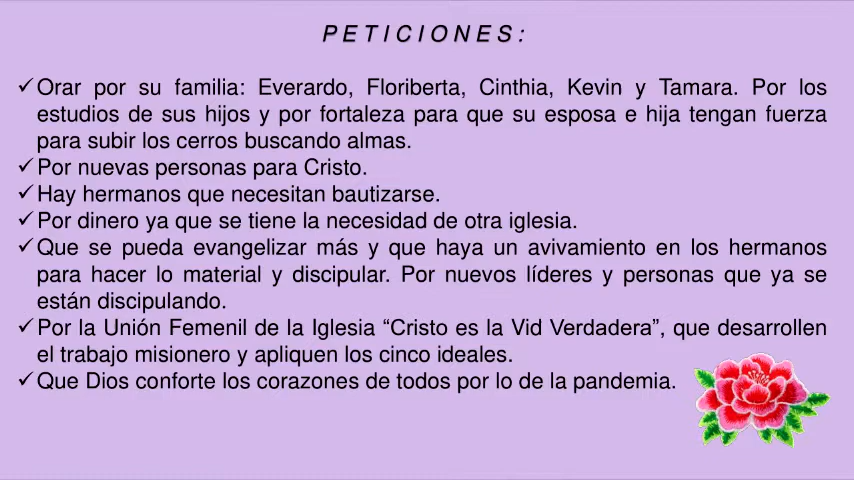 PETICIONES:
✓Orar por su familia: Everardo, Floriberta, Cinthia, Kevin y Tamara. Por los
estudios de sus hijos y por fortaleza para que su esposa e hija tengan fuerza
para subir los cerros buscando almas.
✓Por nuevas personas para Cristo.
✓Hay hermanos que necesitan bautizarse.
✓Por dinero ya que se tiene la necesidad de otra iglesia.
✓Que se pueda evangelizar más y que haya un avivamiento en los hermanos
para hacer lo material y discipular. Por nuevos líderes y personas que ya se
están discipulando.
✓Por la Unión Femenil de la Iglesia “Cristo es la Vid Verdadera”, que desarrollen
el trabajo misionero y apliquen los cinco ideales.
✓Que Dios conforte los corazones de todos por lo de la pandemia.